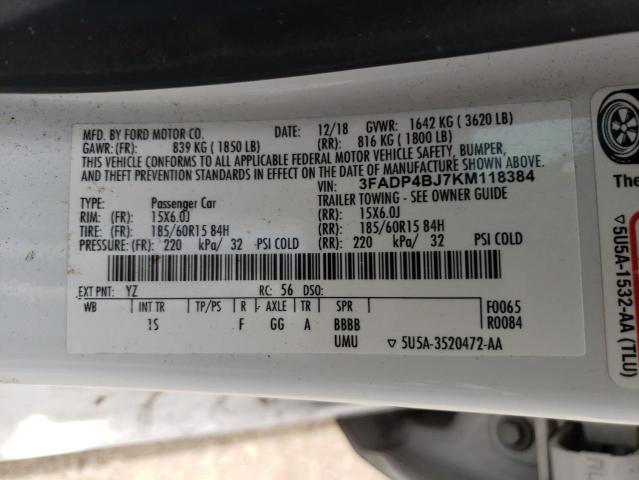 MFD. BY FORD MOTOR CO. DATE: 12/18 GVWR: 1642 KG ( 3620 LB)
GAWR: (FR): 839 KG ( 1850 LB) (RR): 816 KG ( 1800 LB)
THIS VEHICLE CONFORMS TO ALL APPLICABLE FEDERAL MOTOR VEHICLE SAFETY, BUMPER,
AND THEFT PREVENTION STANDARDS IN EFFECT ON THE DATE OF MANUFACTURE SHOWN ABOVE.
VIN: 3FADP4BJ7KM118384
TYPE: Passenger Car TRAILER TOWING - SEE OWNER GUIDE
RIM: (FR): 15X6.0J (RR): 15X6.0J
TIRE: (FR): 185/60R15 84H (RR): 185/60R15 84H
PRESSURE: (FR): 220 kPa/ 32 PSI COLD (RR): 220 kPa/ 32 PSI COLD
EXT PNT: YZ RC: 56 DSO:
WB INT TR TP/PS R AXLE TR SPR F0065
R0084
1S F GG A BBBB
UMU ▽ 5U5A-3520472-AA
▽5U5A-1532-AA (TLU)